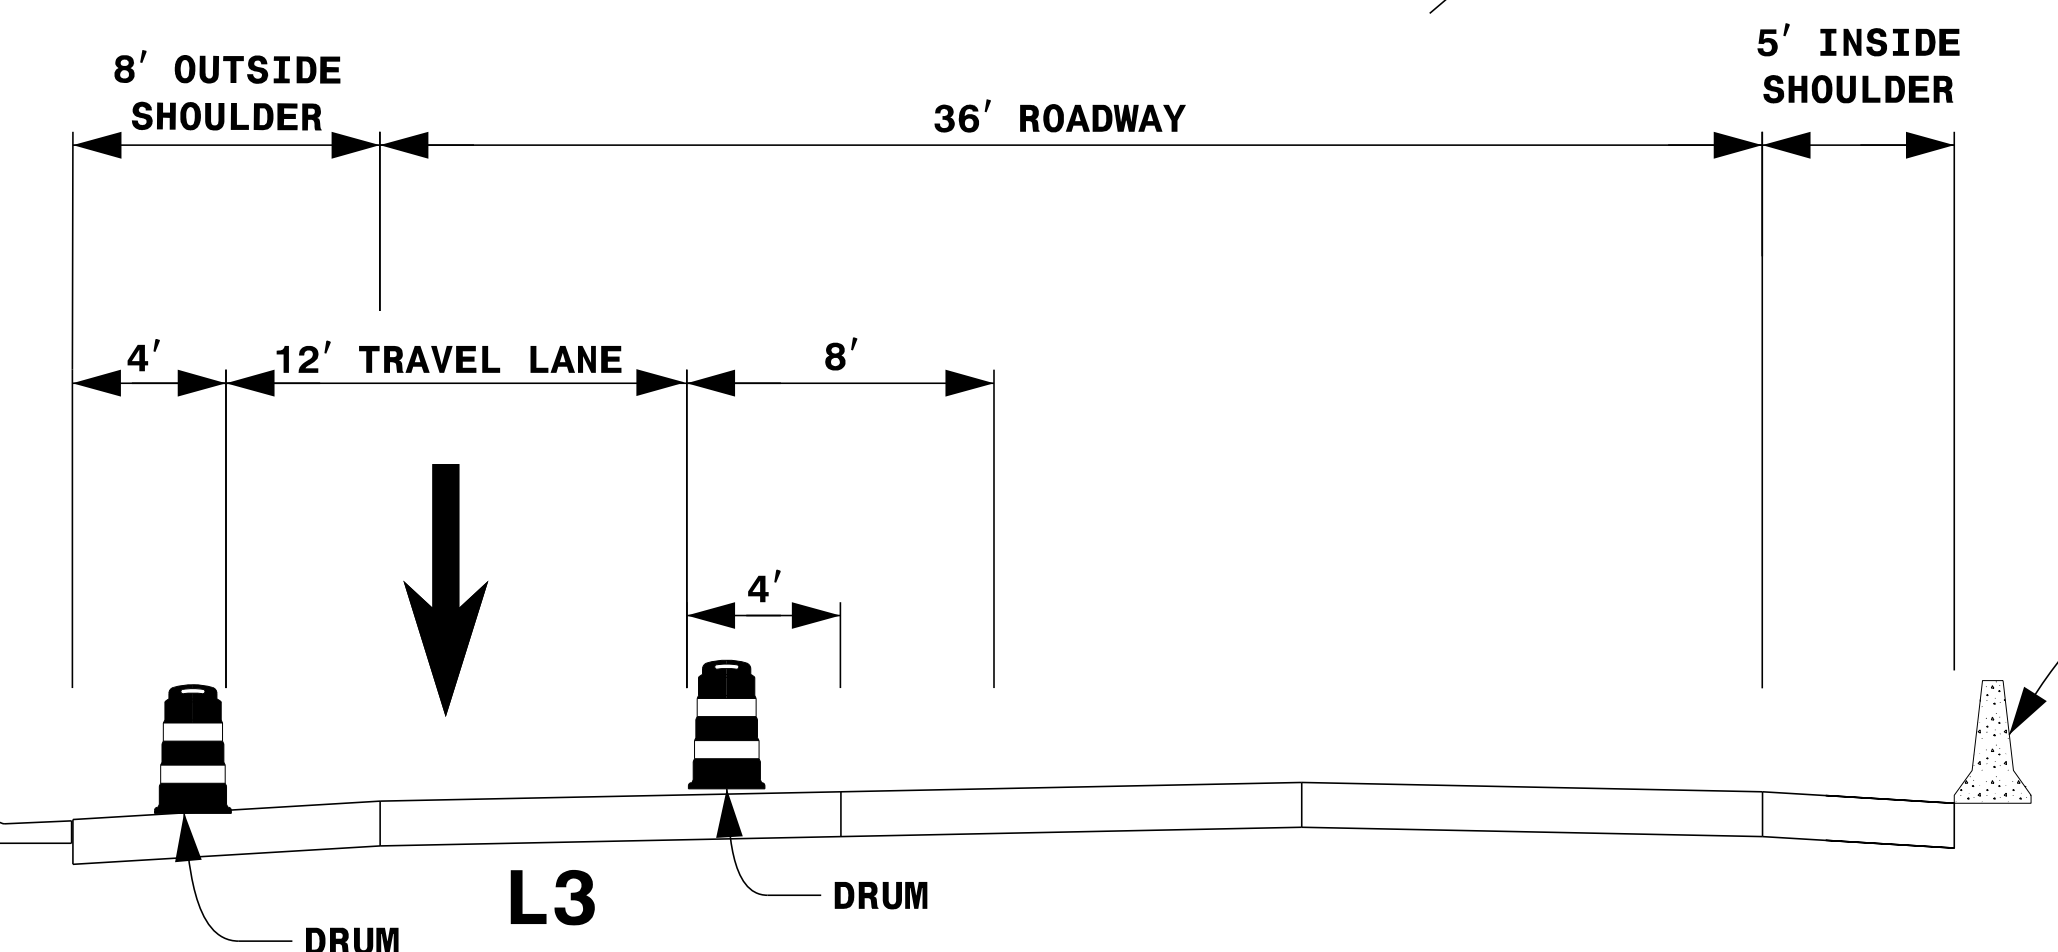 8' OUTSIDE
SHOULDER
36' ROADWAY
5' INSIDE
SHOULDER
4'
12' TRAVEL LANE
8'
4'
L3
DRUM
DRUM